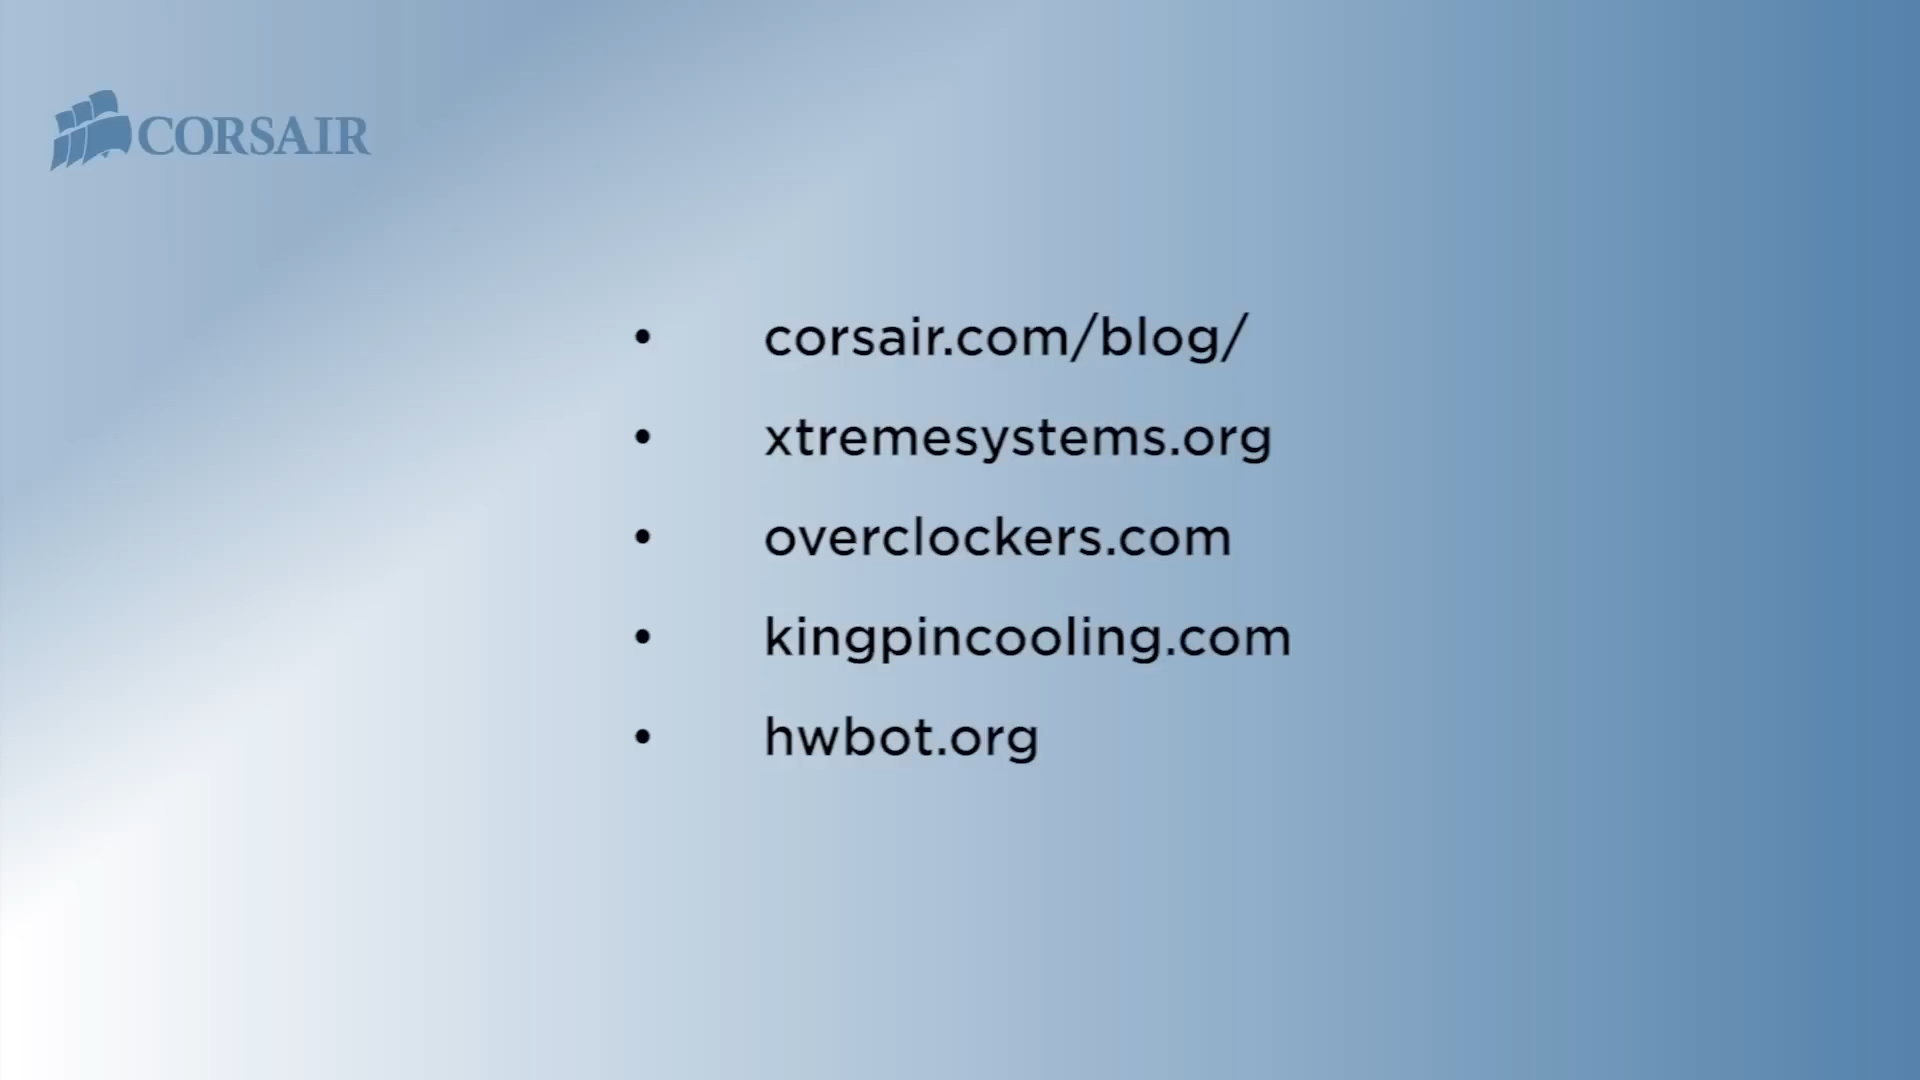 CORSAIR
• corsair.com/blog/
• xtremesystems.org
• overclockers.com
• kingpincooling.com
• hwbot.org